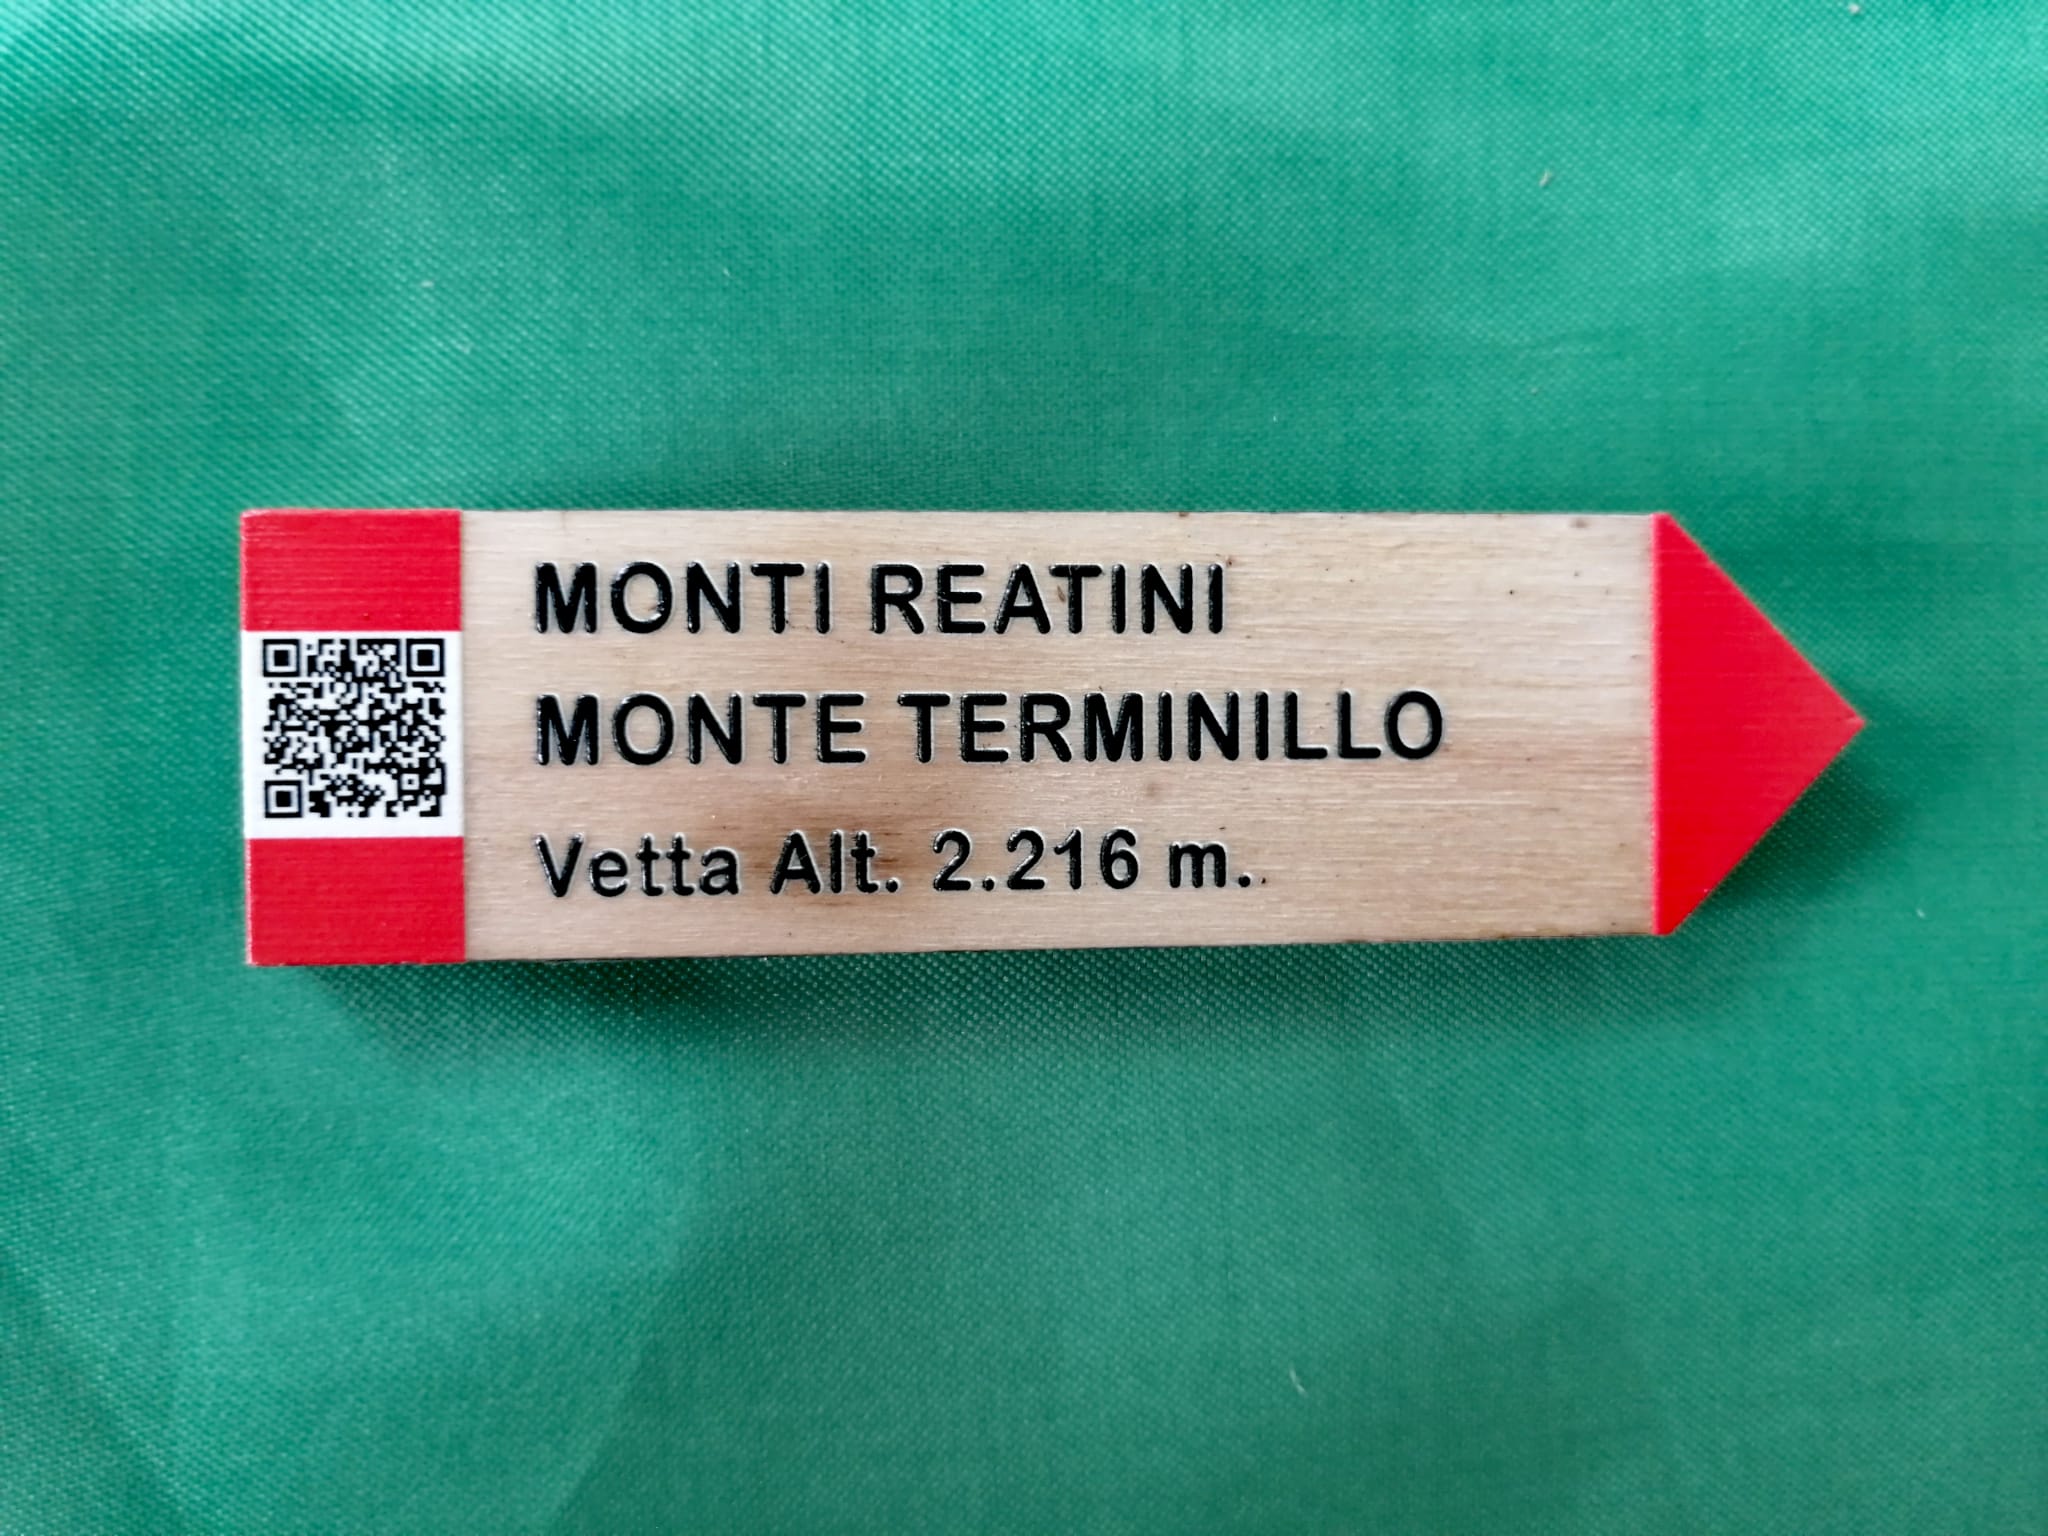 MONTI REATINI
MONTE TERMINILLO
Vetta Alt. 2.216 m.